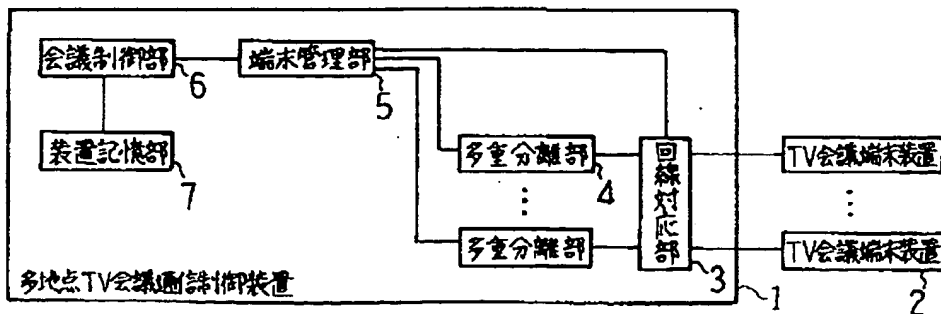 会議制御部
6
端末管理部
5
装置記憶部
7
多重分離部
4
多重分離部
回線対応部
3
TV会議端末装置
TV会議端末装置
2
多地点TV会議通話制御装置
1